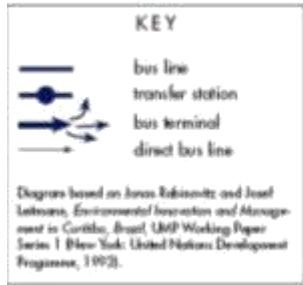 KEY
bus line
transfer station
bus terminal
direct bus line
Diagram based on Jonas Rabinovitz and Josef
Leitmann, Environmental Innovation and Manage-
ment in Curitiba, Brazil, UMP Working Paper
Series 1 (New York: United Nations Development
Programme, 1993).